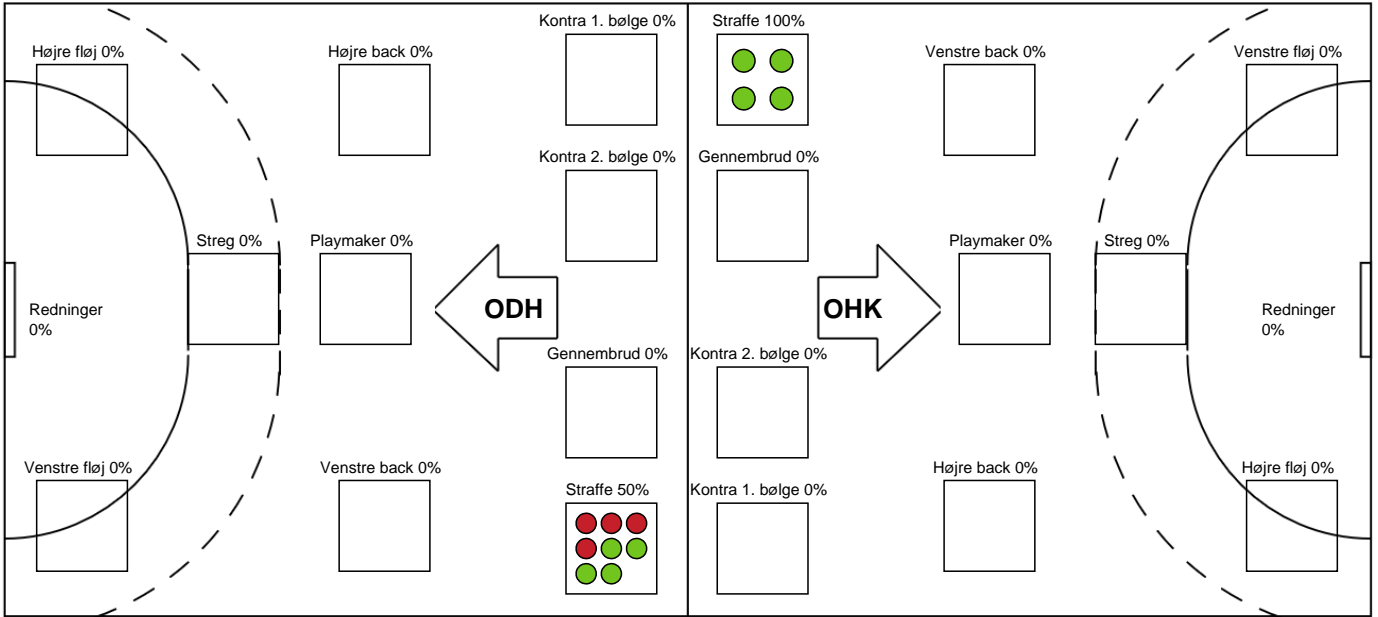 Kontra 1. bølge 0%
Straffe 100%
Højre fløj 0%
Højre back 0%
Venstre back 0%
Venstre fløj 0%
Kontra 2. bølge 0%
Gennembrud 0%
Streg 0%
Playmaker 0%
Playmaker 0%
Streg 0%
Redninger
0%
ODH
OHK
Redninger
0%
Gennembrud 0%
Kontra 2. bølge 0%
Venstre fløj 0%
Venstre back 0%
Højre back 0%
Højre fløj 0%
Straffe 50%
Kontra 1. bølge 0%